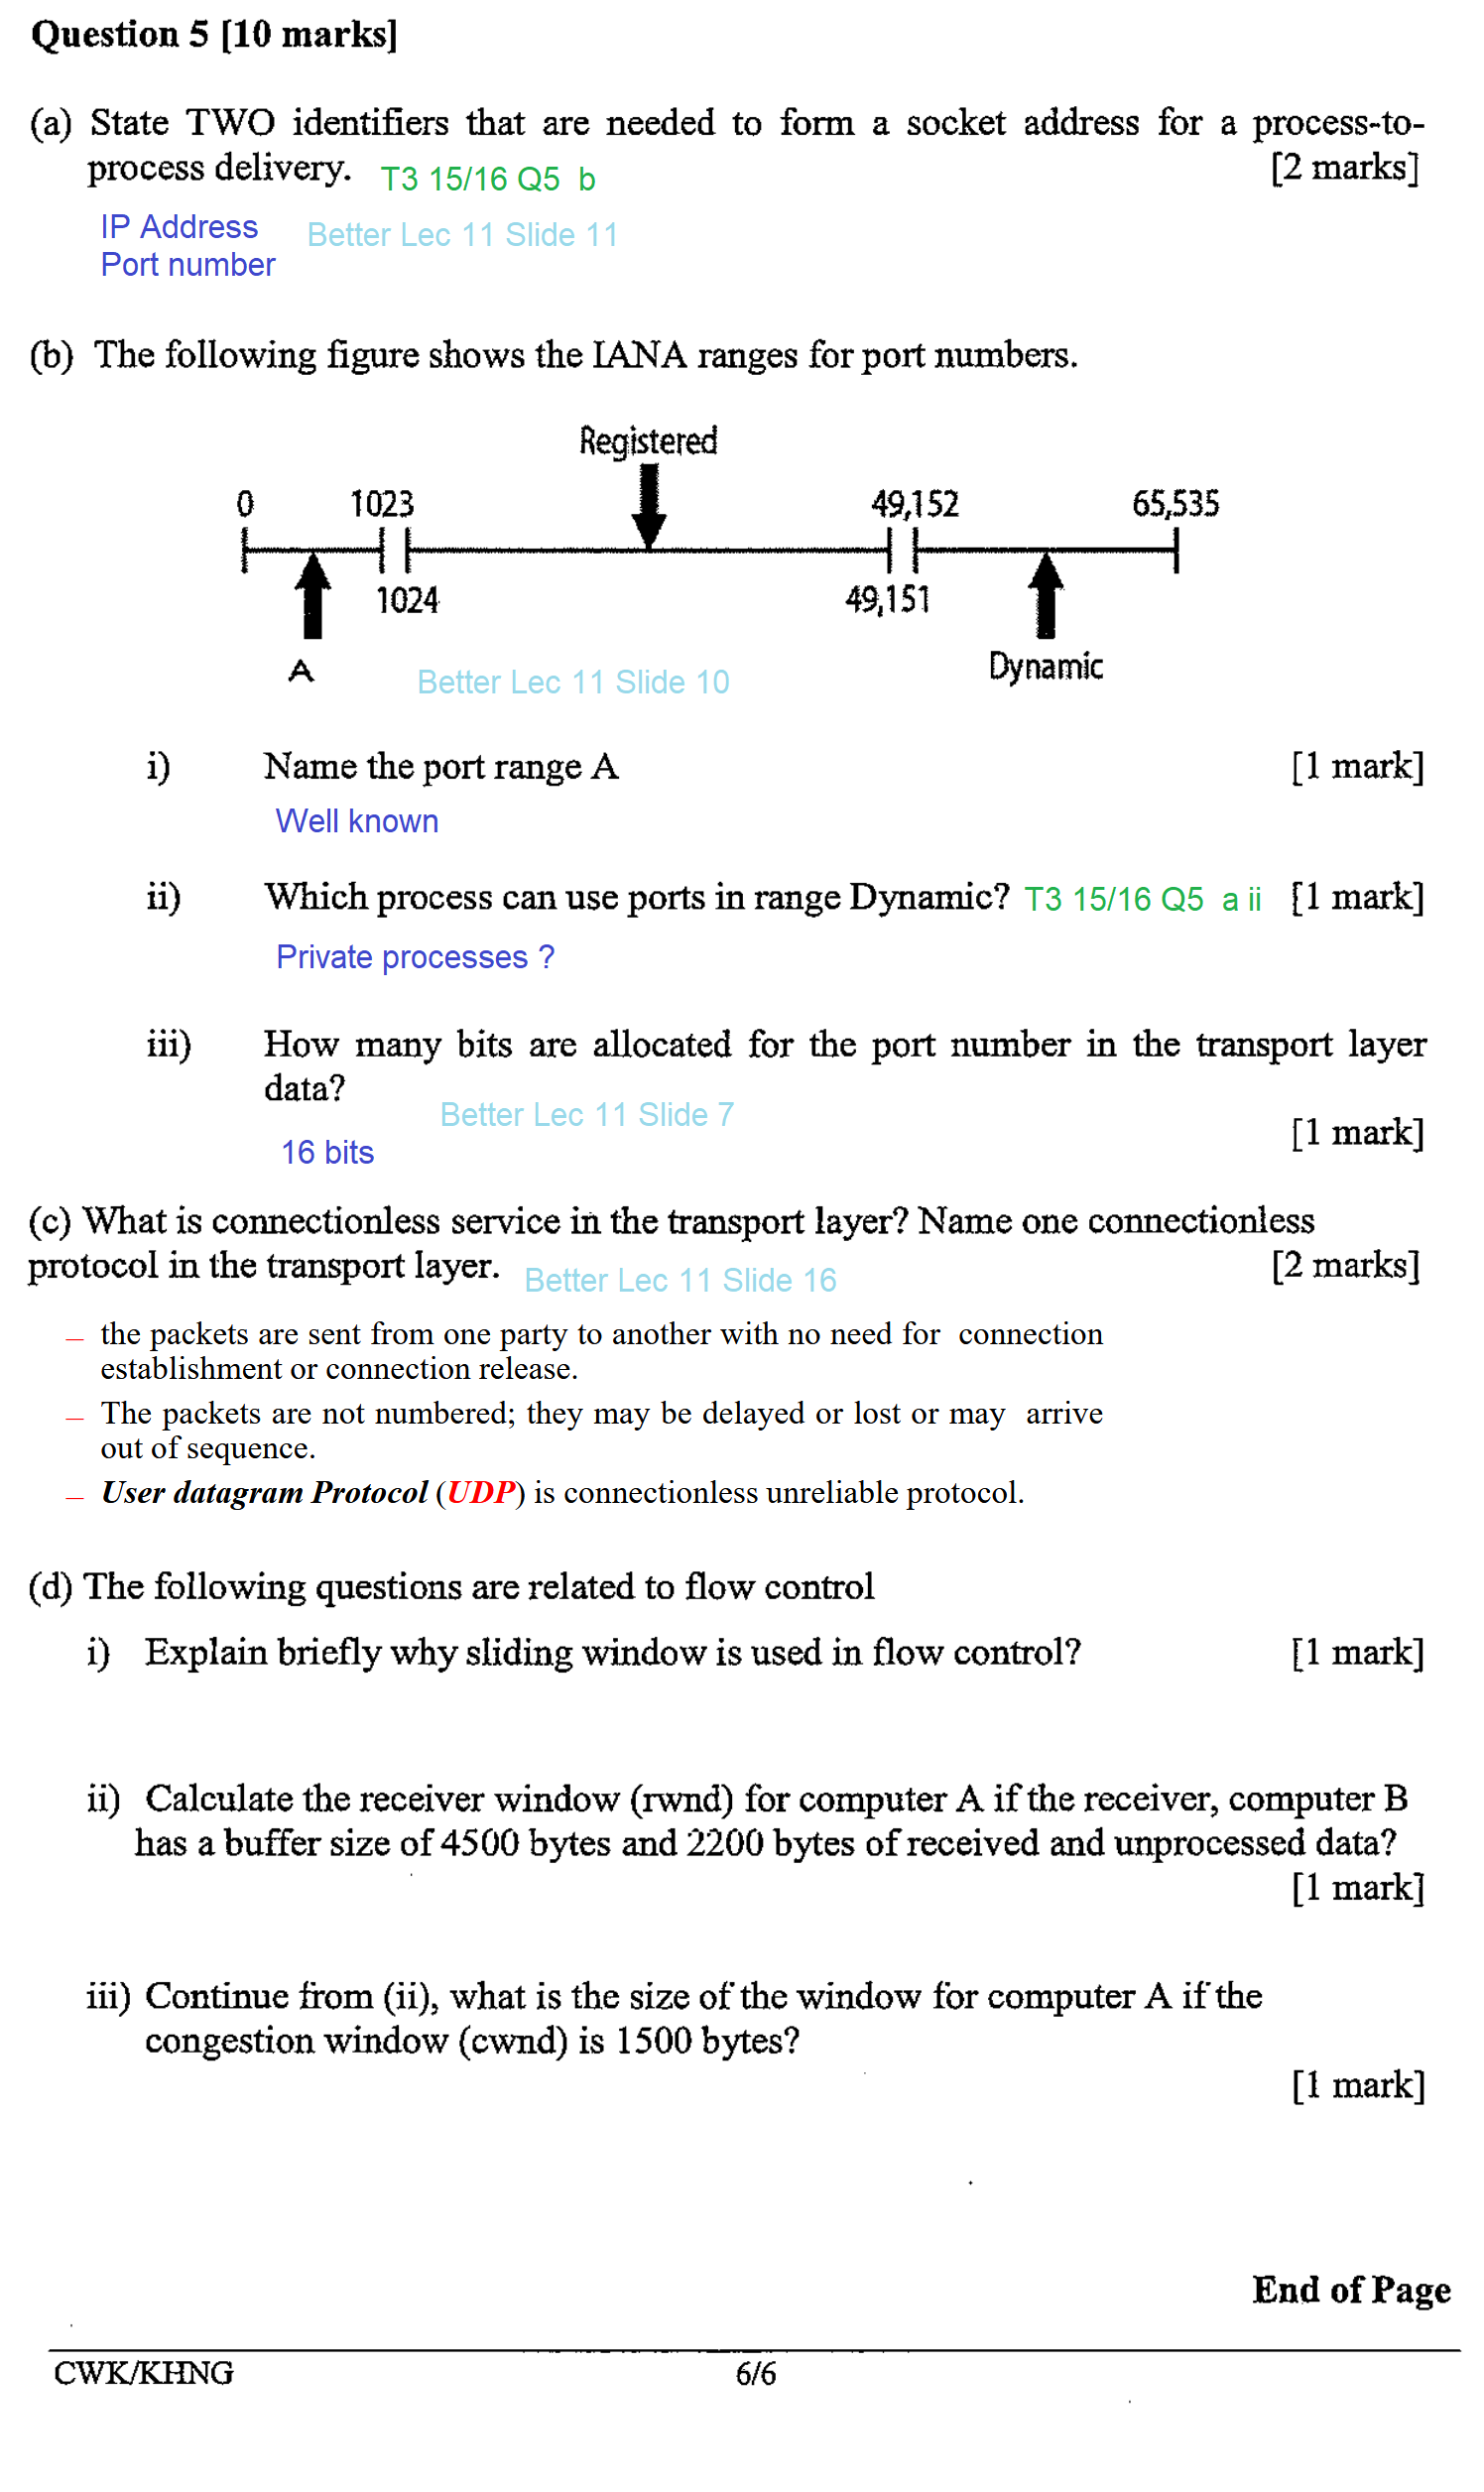 Question 5 [10 marks]
(a) State TWO identifiers that are needed to form a socket address for a process-to-
process delivery. T3 15/16 Q5 b [2 marks]
IP Address Better Lec 11 Slide 11
Port number
(b) The following figure shows the IANA ranges for port numbers.
Registered
0 1023 49,152 65,535
1024 49,151
A Better Lec 11 Slide 10 Dynamic
i) Name the port range A [1 mark]
Well known
ii) Which process can use ports in range Dynamic? T3 15/16 Q5 a ii [1 mark]
Private processes ?
iii) How many bits are allocated for the port number in the transport layer
data?
Better Lec 11 Slide 7
[1 mark]
16 bits
(c) What is connectionless service in the transport layer? Name one connectionless
protocol in the transport layer. Better Lec 11 Slide 16 [2 marks]
– the packets are sent from one party to another with no need for connection
establishment or connection release.
– The packets are not numbered; they may be delayed or lost or may arrive
out of sequence.
– User datagram Protocol (UDP) is connectionless unreliable protocol.
(d) The following questions are related to flow control
i) Explain briefly why sliding window is used in flow control? [1 mark]
ii) Calculate the receiver window (rwnd) for computer A if the receiver, computer B
has a buffer size of 4500 bytes and 2200 bytes of received and unprocessed data?
[1 mark]
iii) Continue from (ii), what is the size of the window for computer A if the
congestion window (cwnd) is 1500 bytes?
[1 mark]
End of Page
CWK/KHNG 6/6